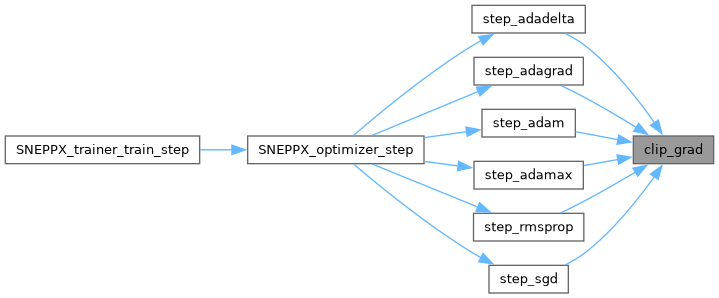 step_adadelta
step_adagrad
step_adam
clip_grad
SNEPPX_trainer_train_step
SNEPPX_optimizer_step
step_adamax
step_rmsprop
step_sgd